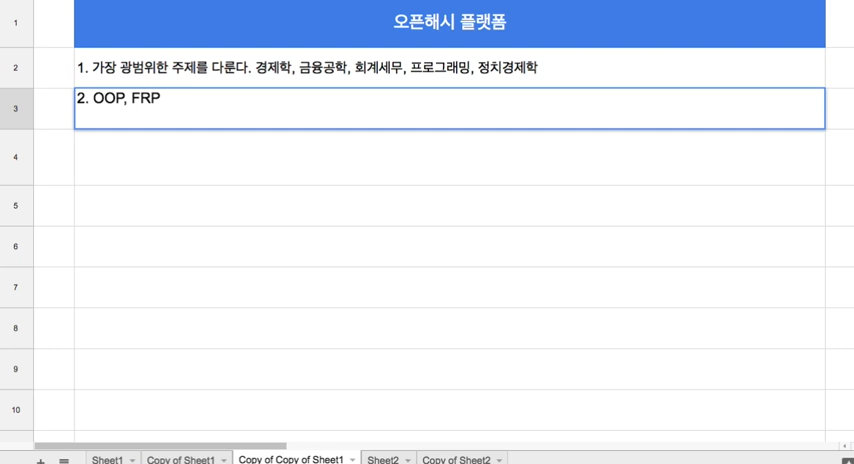 1
오픈해시 플랫폼
2
1. 가장 광범위한 주제를 다룬다. 경제학, 금융공학, 회계세무, 프로그래밍, 정치경제학
3
2. OOP, FRP
4
5
6
7
8
9
10
Sheet1
Copy of Sheet1
Copy of Copy of Sheet1
Sheet2
Copy of Sheet2